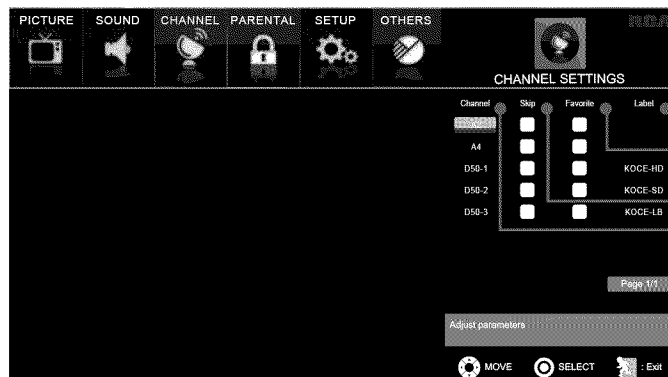 PICTURE SOUND CHANNEL PARENTAL SETUP OTHERS
RCA
CHANNEL SETTINGS
Channel Skip Favorite Label
A4
D50-1 KOCE-HD
D50-2 KOCE-SD
D50-3 KOCE-LB
Page 1/1
Adjust parameters
MOVE SELECT : Exit